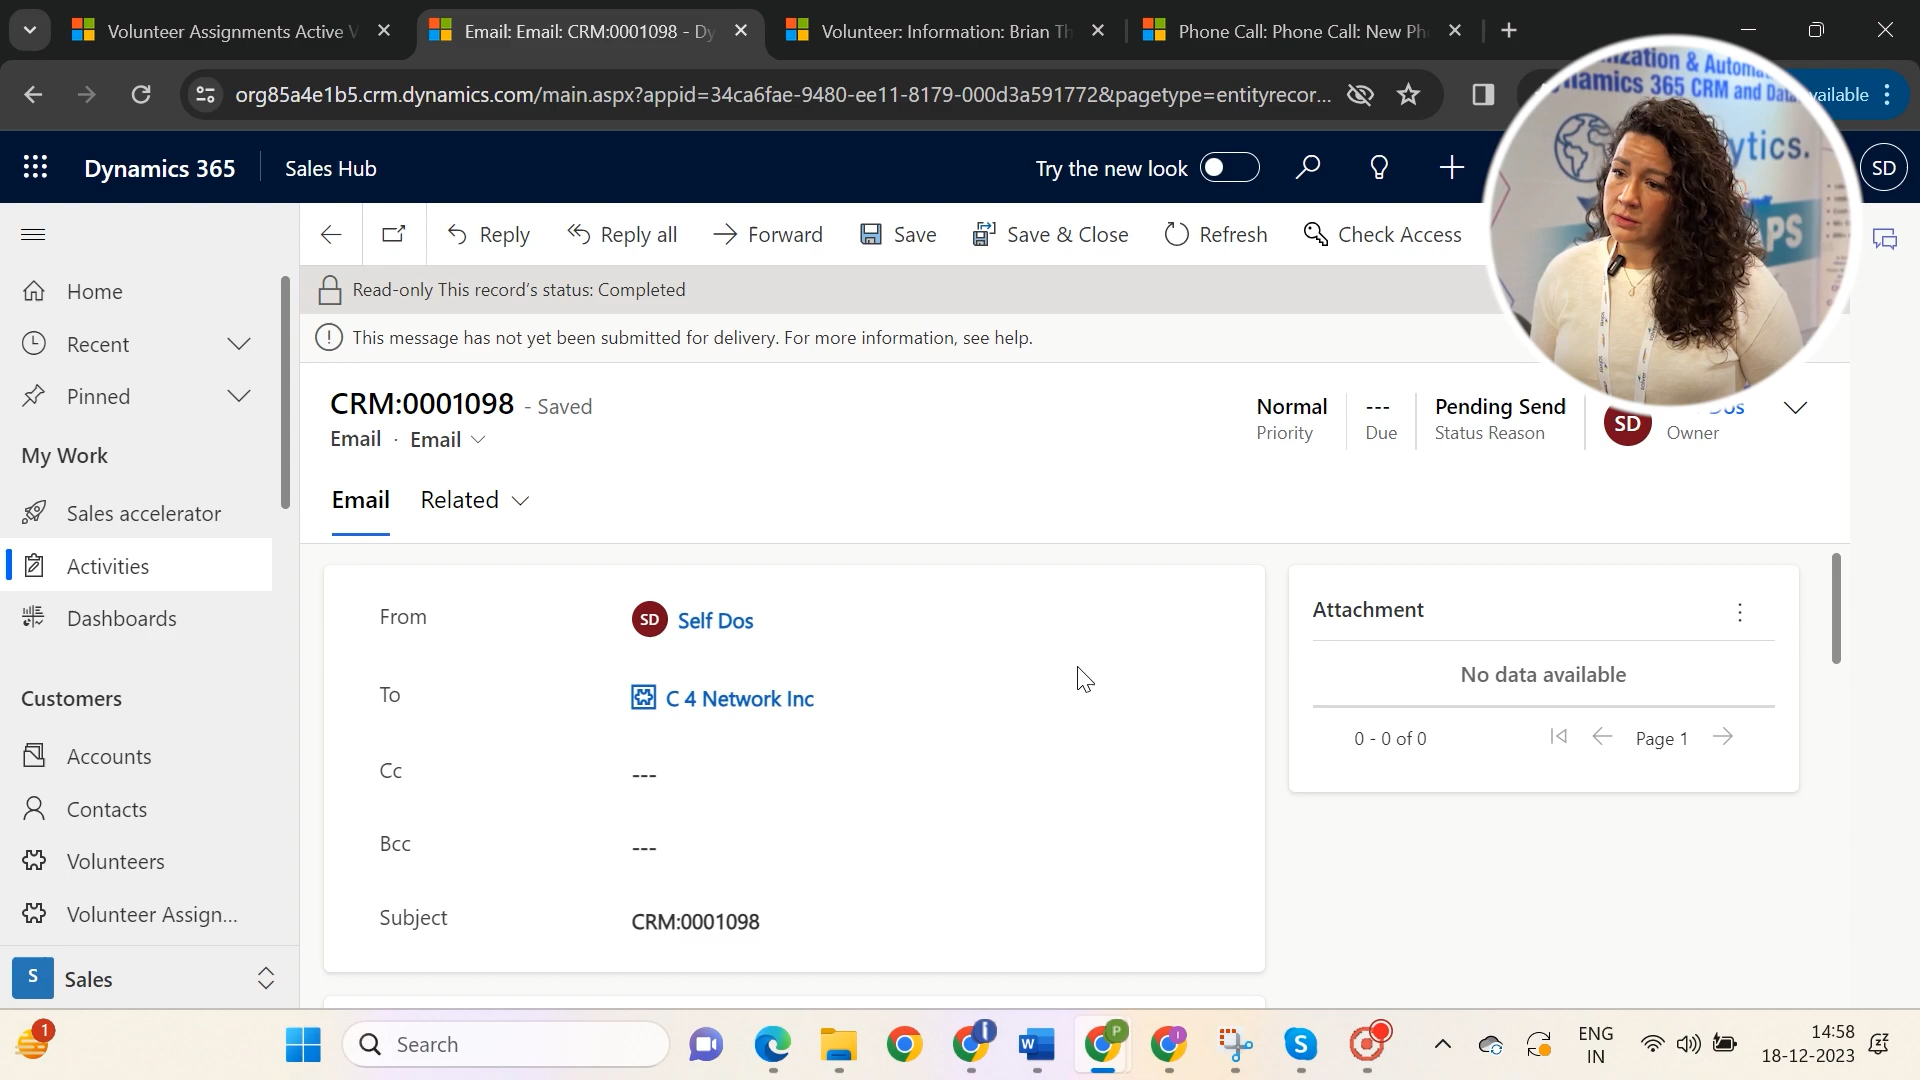 Volunteer Assignments Active V
Email: Email: CRM:0001098 - Dy
Volunteer: Information: Brian Th
Phone Call: Phone Call: New Ph
org85a4e1b5.crm.dynamics.com/main.aspx?appid=34ca6fae-9480-ee11-8179-000d3a591772&pagetype=entityrecor...
Dynamics 365
Sales Hub
Try the new look
SD
Reply
Reply all
Forward
Save
Save & Close
Refresh
Check Access
Read-only This record's status: Completed
This message has not yet been submitted for delivery. For more information, see help.
CRM:0001098 - Saved
Email · Email
Normal
Priority
---
Due
Pending Send
Status Reason
SD
Owner
Email
Related
Home
Recent
Pinned
My Work
Sales accelerator
Activities
Dashboards
Customers
Accounts
Contacts
Volunteers
Volunteer Assign...
S
Sales
From
SD Self Dos
To
C 4 Network Inc
Cc
---
Bcc
---
Subject
CRM:0001098
Attachment
No data available
0 - 0 of 0
Page 1
Dynamics 365 CRM and Data
1
Search
ENG
IN
14:58
18-12-2023